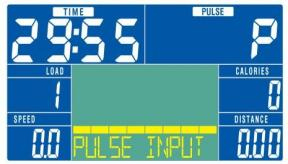 TIME
29:55
PULSE
P
LOAD
1
CALORIES
0
SPEED
0.0
PULSE INPUT
DISTANCE
0.00